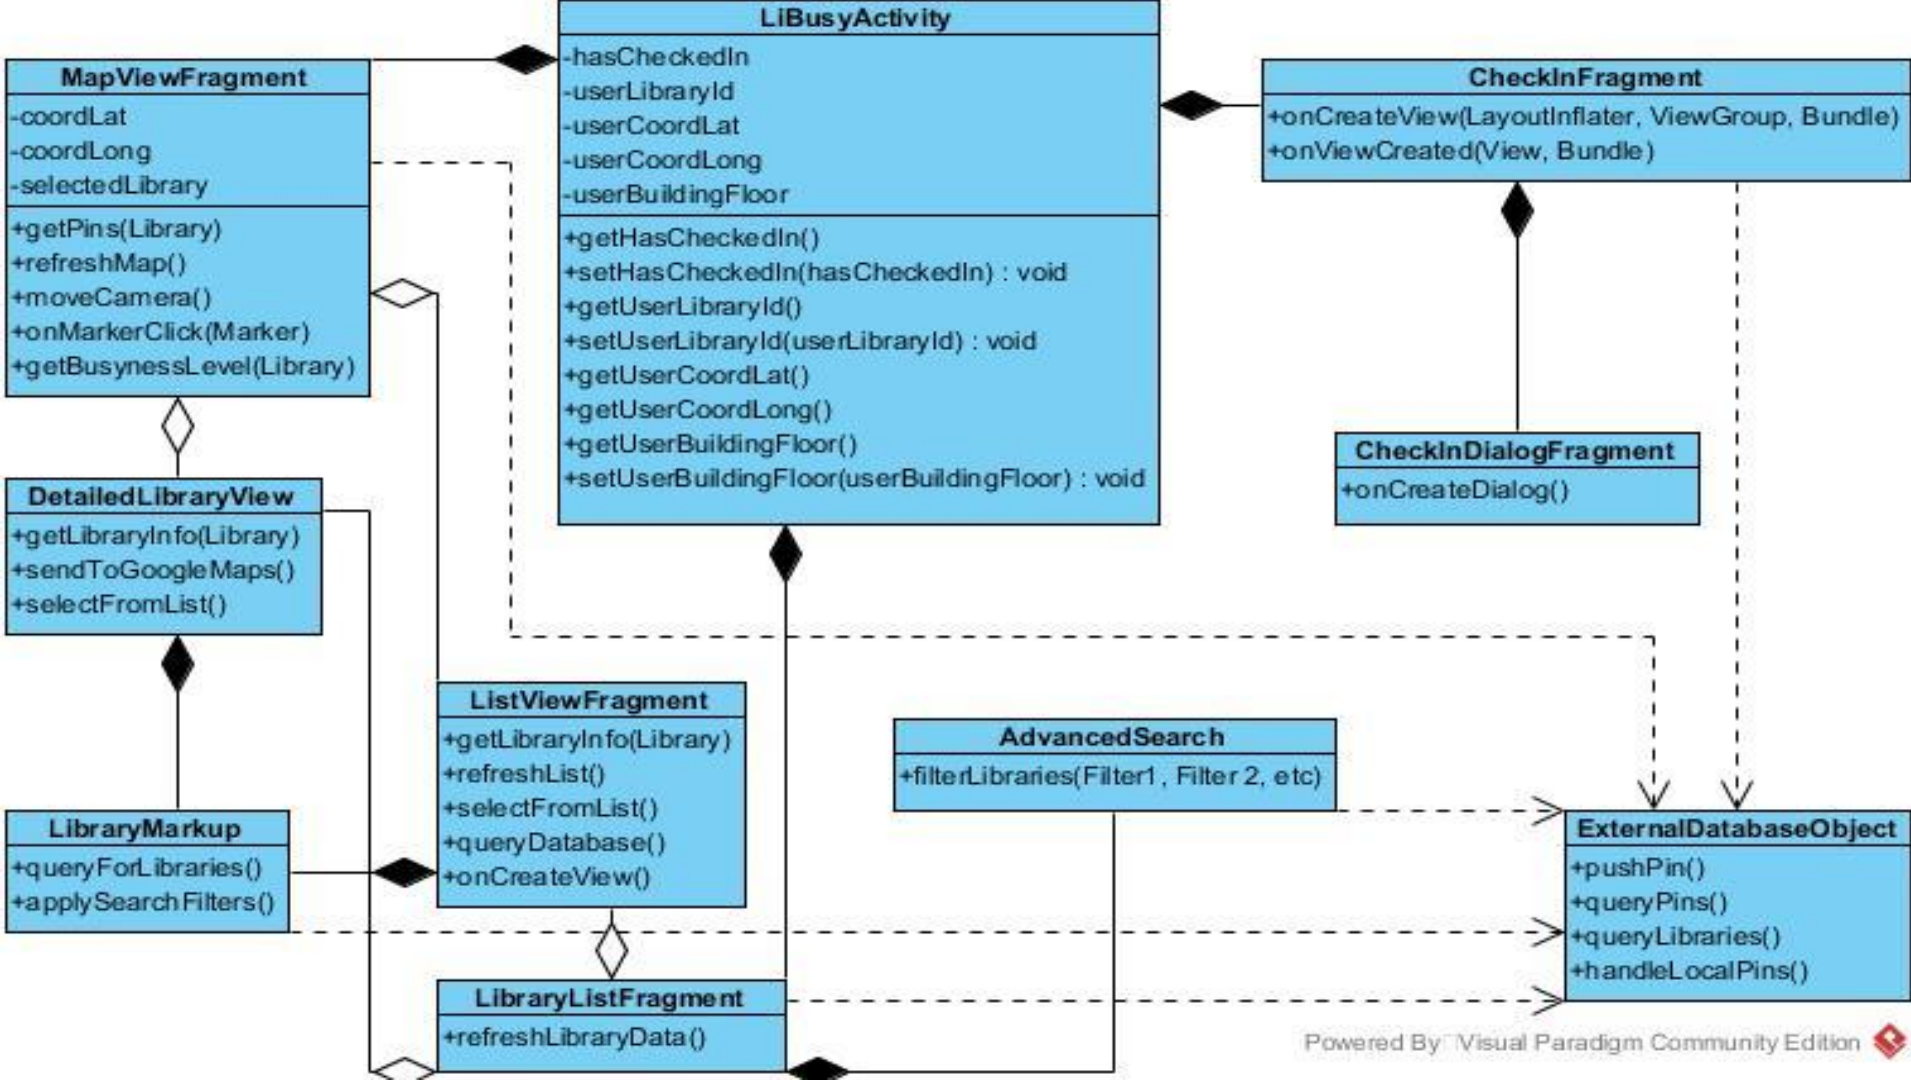 LiBusyActivity
-hasCheckedIn
-userLibraryId
-userCoordLat
-userCoordLong
-userBuildingFloor
+getHasCheckedIn()
+setHasCheckedIn(hasCheckedIn) : void
+getUserLibraryId()
+setUserLibraryId(userLibraryId) : void
+getUserCoordLat()
+getUserCoordLong()
+getUserBuildingFloor()
+setUserBuildingFloor(userBuildingFloor) : void
MapViewFragment
-coordLat
-coordLong
-selectedLibrary
+getPins(Library)
+refreshMap()
+moveCamera()
+onMarkerClick(Marker)
+getBusynessLevel(Library)
CheckInFragment
+onCreateView(LayoutInflater, ViewGroup, Bundle)
+onViewCreated(View, Bundle)
CheckInDialogFragment
+onCreateDialog()
DetailedLibraryView
+getLibraryInfo(Library)
+sendToGoogleMaps()
+selectFromList()
ListViewFragment
+getLibraryInfo(Library)
+refreshList()
+selectFromList()
+queryDatabase()
+onCreateView()
AdvancedSearch
+filterLibraries(Filter1, Filter 2, etc)
LibraryMarkup
+queryForLibraries()
+applySearchFilters()
ExternalDatabaseObject
+pushPin()
+queryPins()
+queryLibraries()
+handleLocalPins()
LibraryListFragment
+refreshLibraryData()
Powered By Visual Paradigm Community Edition